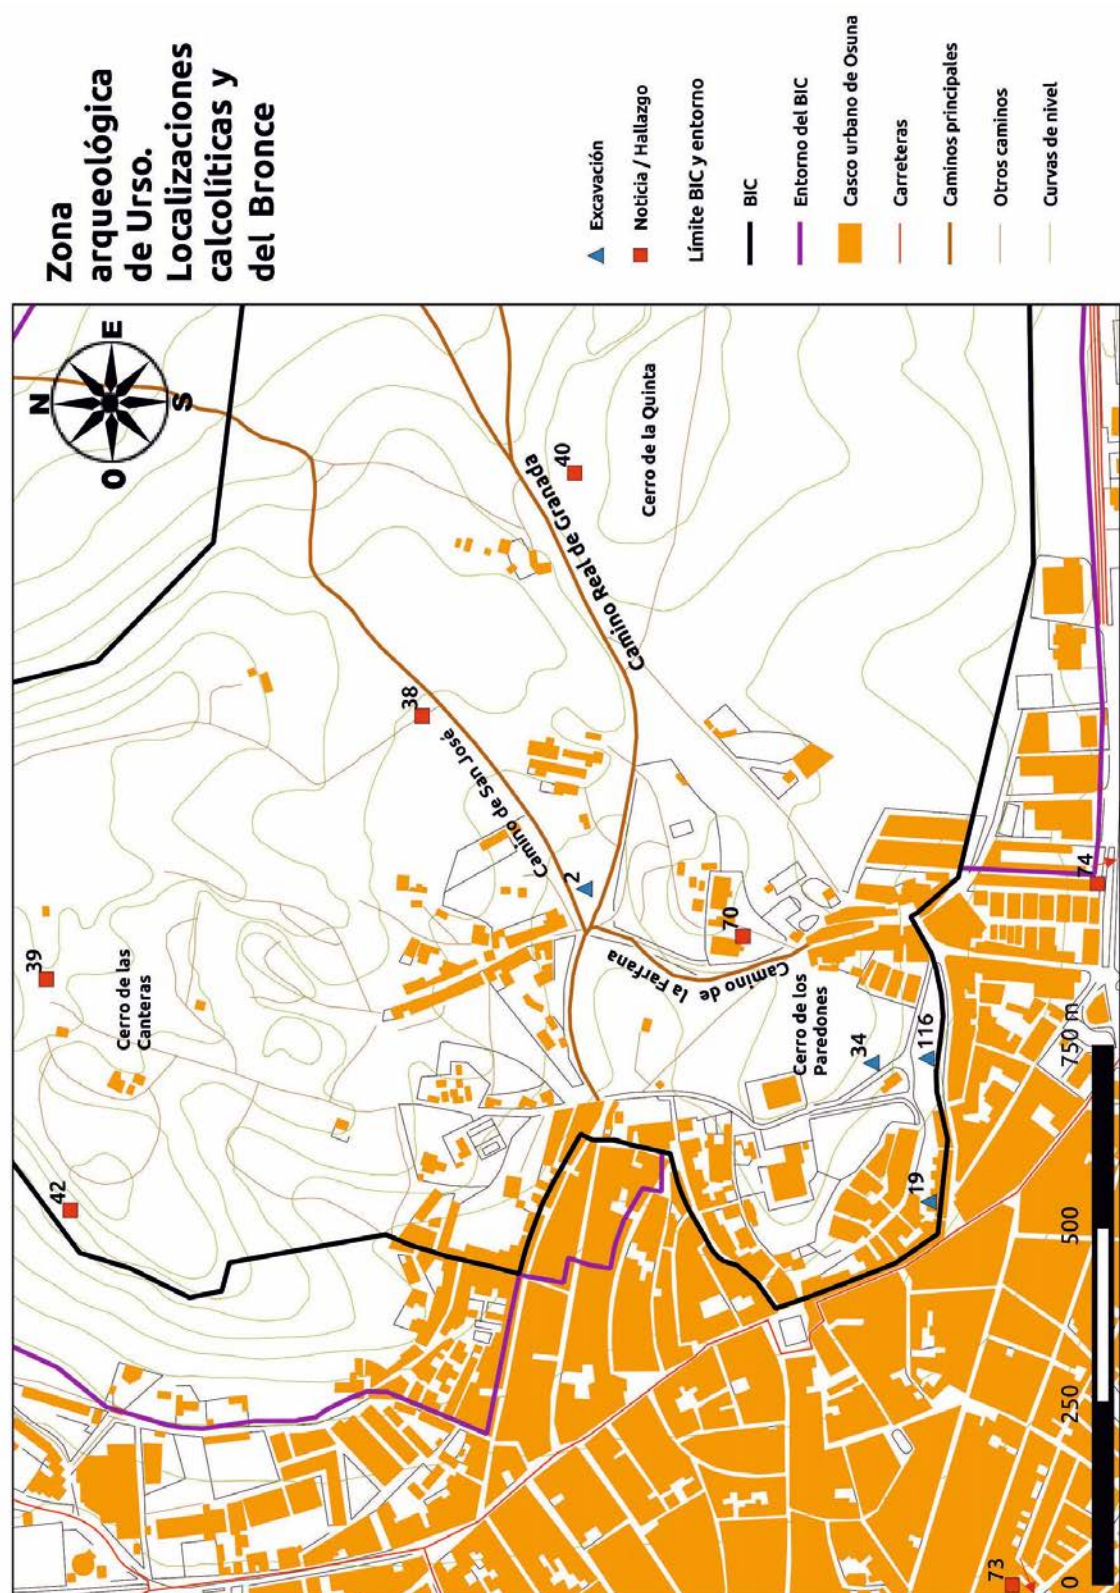 Zona
arqueológica
de Urso.
Localizaciones
calcolíticas y
del Bronce
Excavación
Noticia / Hallazgo
Límite BIC y entorno
BIC
Entorno del BIC
Casco urbano de Osuna
Carreteras
Caminos principales
Otros caminos
Curvas de nivel
N
O
E
S
39
42
Cerro de las
Canteras
38
Camino de San José
40
Cerro de la Quinta
Camino Real de Granada
2
70
Camino de
la Farfana
Cerro de los
Paredones
34
116
19
74
73
0
250
500
750 m